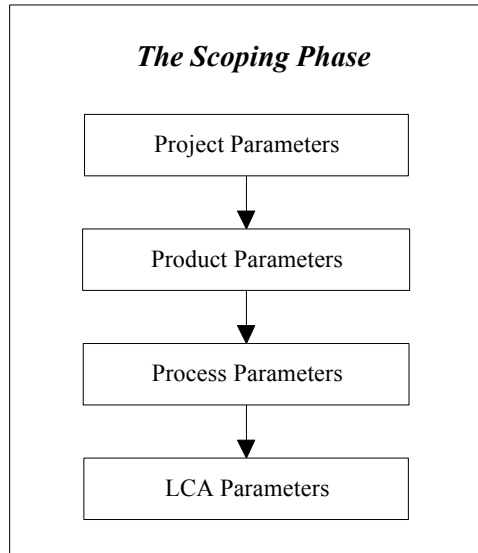 The Scoping Phase
Project Parameters
Product Parameters
Process Parameters
LCA Parameters